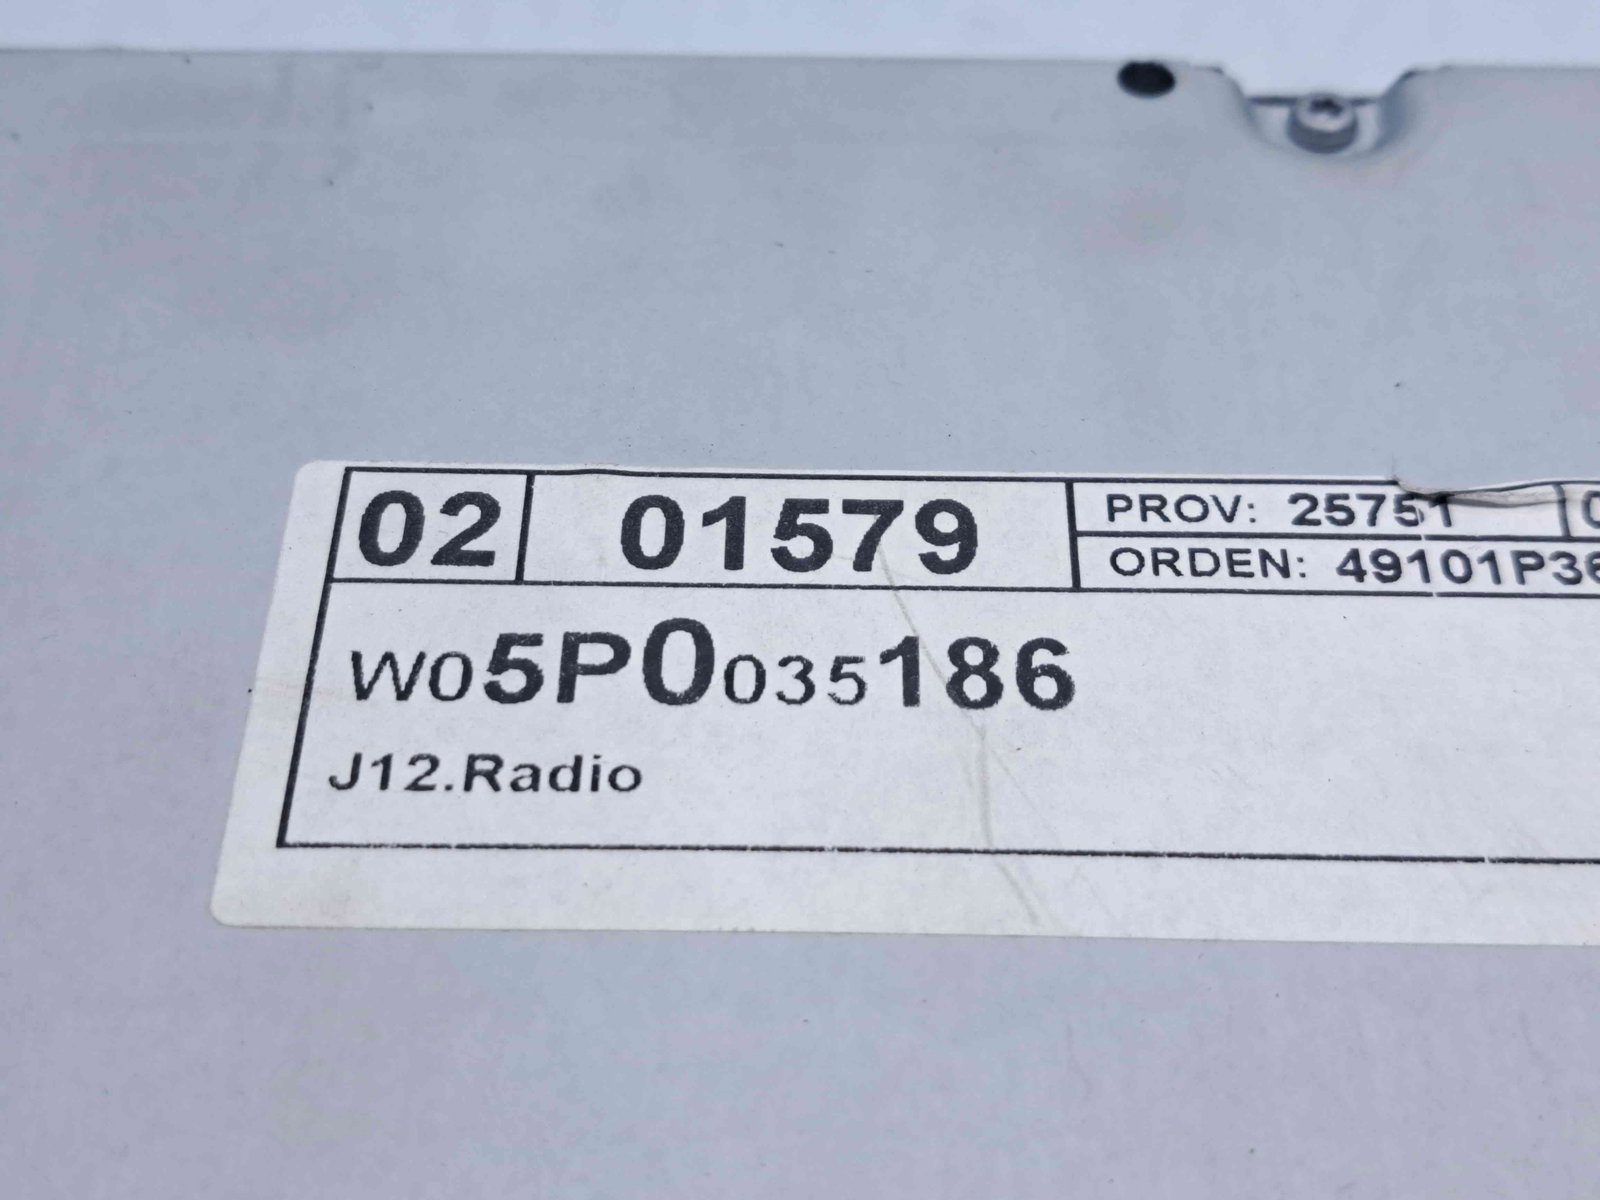 02 01579 PROV: 25751
ORDEN: 49101P36
W05P0035186
J12.Radio